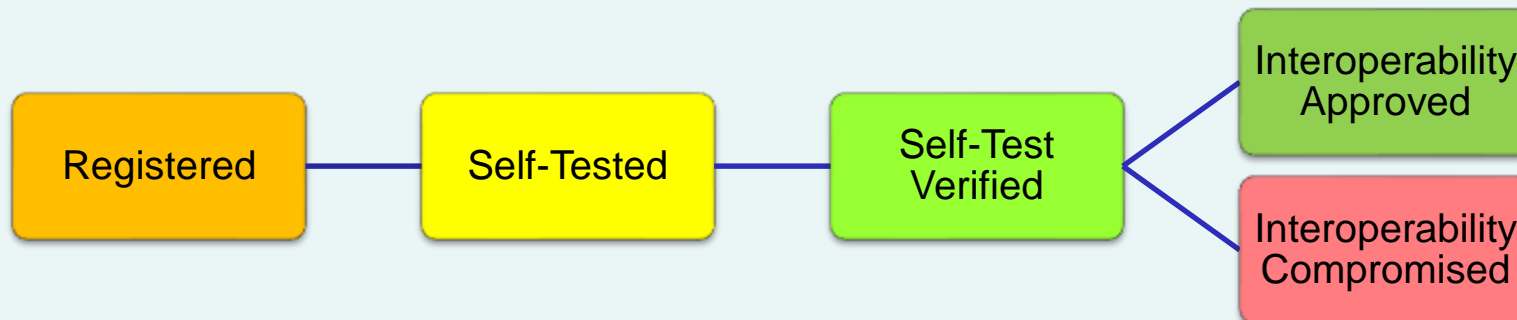 Registered
Self-Tested
Self-Test
Verified
Interoperability
Approved
Interoperability
Compromised